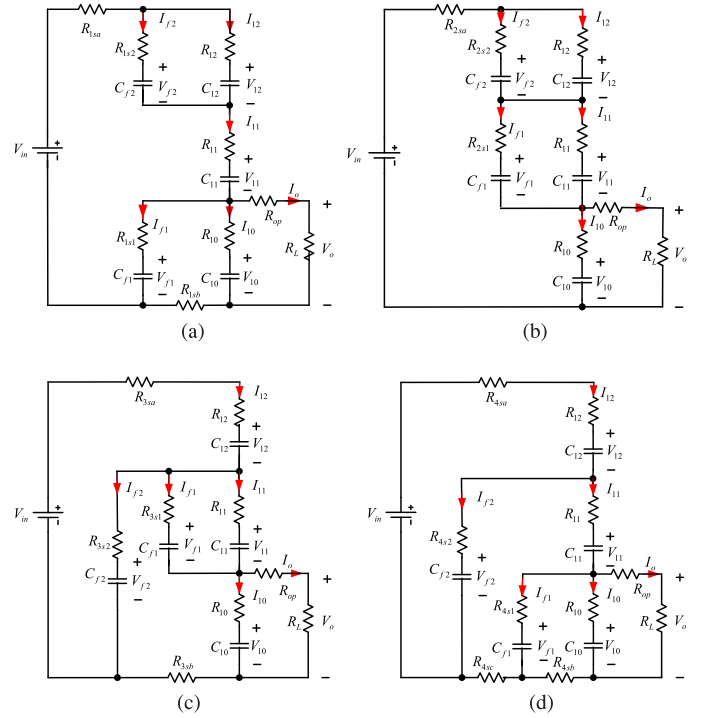 R1sa If2 I12
R1s2 R12
Cf2 + Vf2 − C12 + V12 −
I11
R11
Vin + - C11 + V11 − Io
If1 I10 Rop +
R1s1 R10 RL Vo
Cf1 + Vf1 − C10 + V10 −
R1sb −
(a)
R2sa If2 I12
R2s2 R12
Cf2 + Vf2 − C12 + V12 −
If1 I11
R2s1 R11
Vin + - Cf1 + Vf1 − C11 + V11 − Io
I10 Rop +
R10 RL Vo
C10 + V10 −
−
(b)
R3sa I12
R12
C12 + V12 −
If2 If1 I11
R3s1 R11
Vin + - R3s2 Cf1 + Vf1 − C11 + V11 − Io
Cf2 + Vf2 − I10 Rop +
R10 RL Vo
C10 + V10 −
R3sb −
(c)
R4sa I12
R12
C12 + V12 −
If2 I11
R11
Vin + - R4s2 C11 + V11 − Io
Cf2 + Vf2 − If1 I10 Rop +
R4s1 R10 RL Vo
Cf1 + Vf1 − C10 + V10 −
R4sc R4sb −
(d)